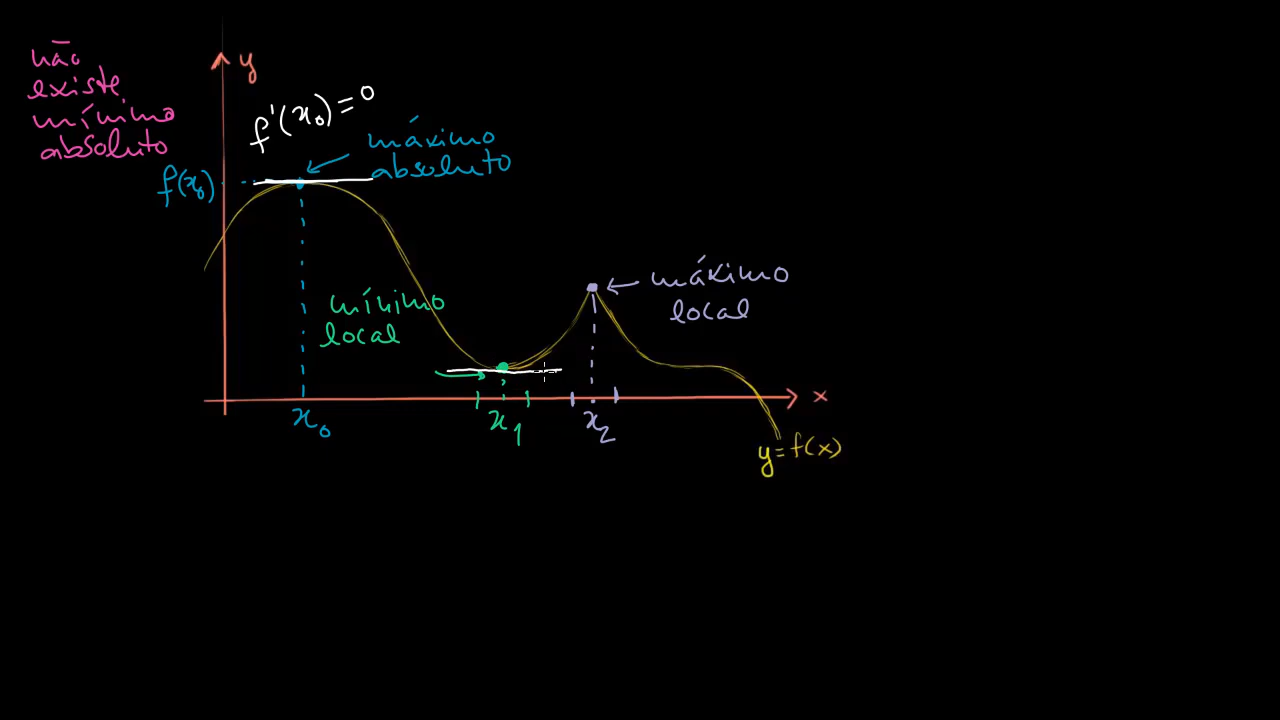 não
existe
mínimo
absoluto
y
f'(x₀)=0
máximo
absoluto
f(x₀)
mínimo
local
máximo
local
x
x₀
x₁
x₂
y=f(x)